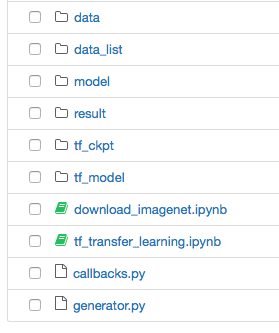 data
data_list
model
result
tf_ckpt
tf_model
download_imagenet.ipynb
tf_transfer_learning.ipynb
callbacks.py
generator.py